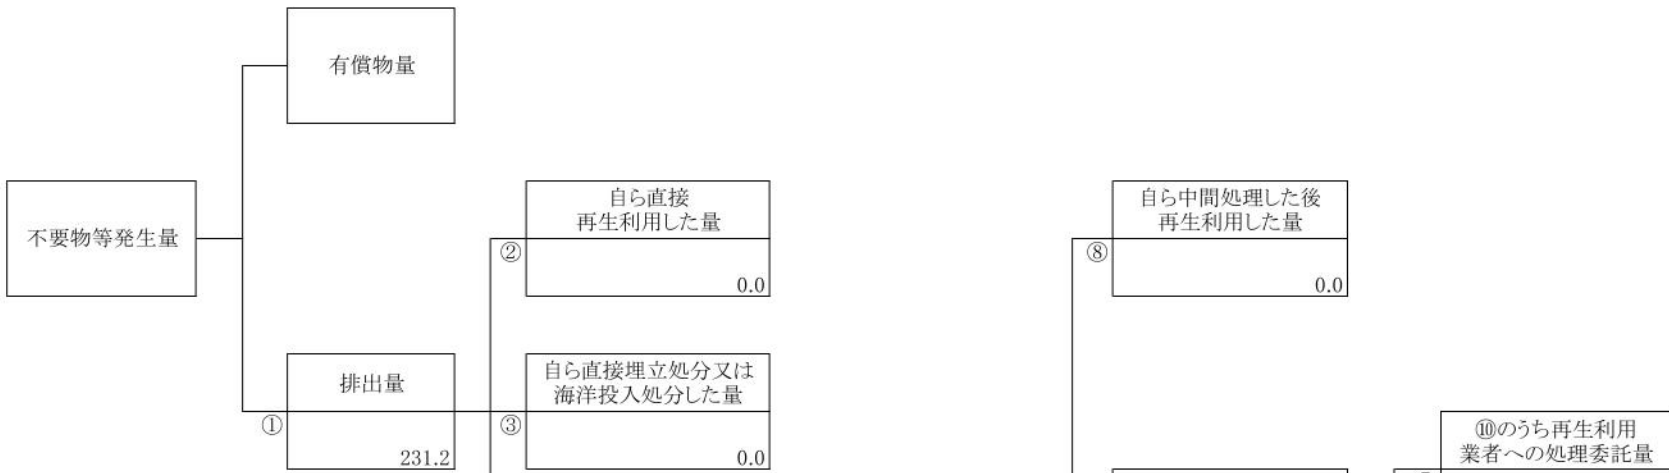 有償物量
不要物等発生量
自ら直接
再生利用した量
②
0.0
自ら中間処理した後
再生利用した量
⑧
0.0
排出量
①
231.2
自ら直接埋立処分又は
海洋投入処分した量
③
0.0
⑩のうち再生利用
業者への処理委託量